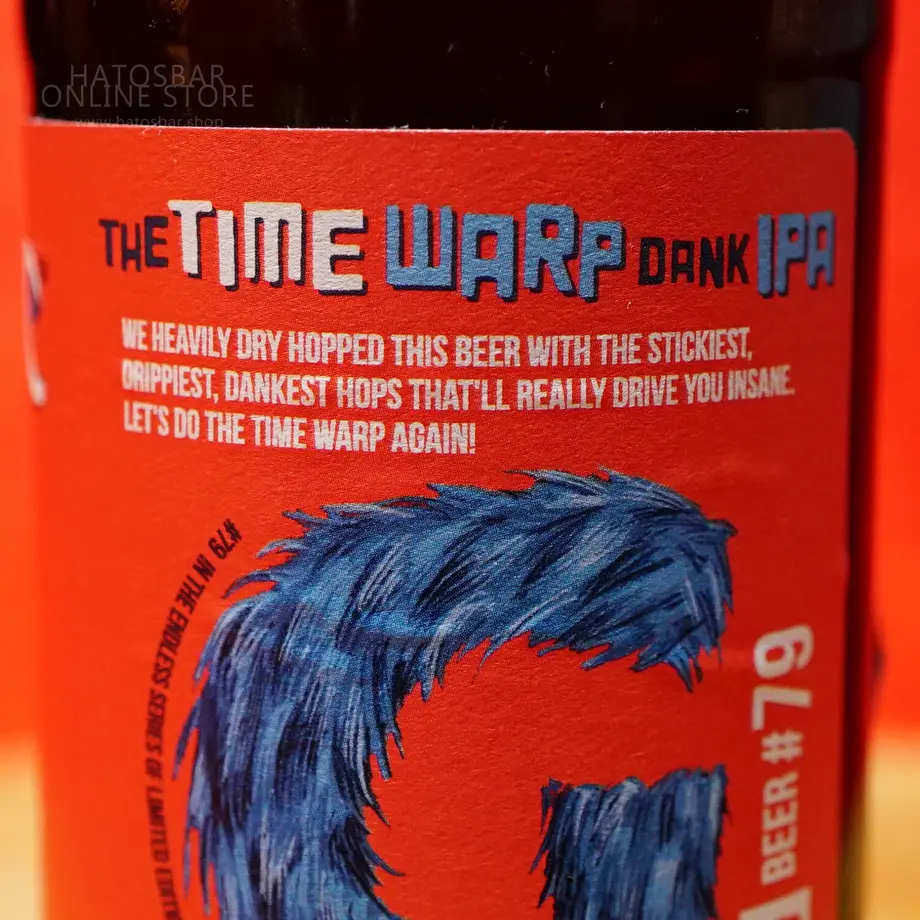 HATOSBAR
ONLINE STORE
www.hatosbar.shop
THE TIME WARP DANK IPA
WE HEAVILY DRY HOPPED THIS BEER WITH THE STICKIEST,
DRIPPIEST, DANKEST HOPS THAT'LL REALLY DRIVE YOU INSANE.
LET'S DO THE TIME WARP AGAIN!
#79 IN THE ENDLESS SERIES OF LIMITED
BEER #79
G